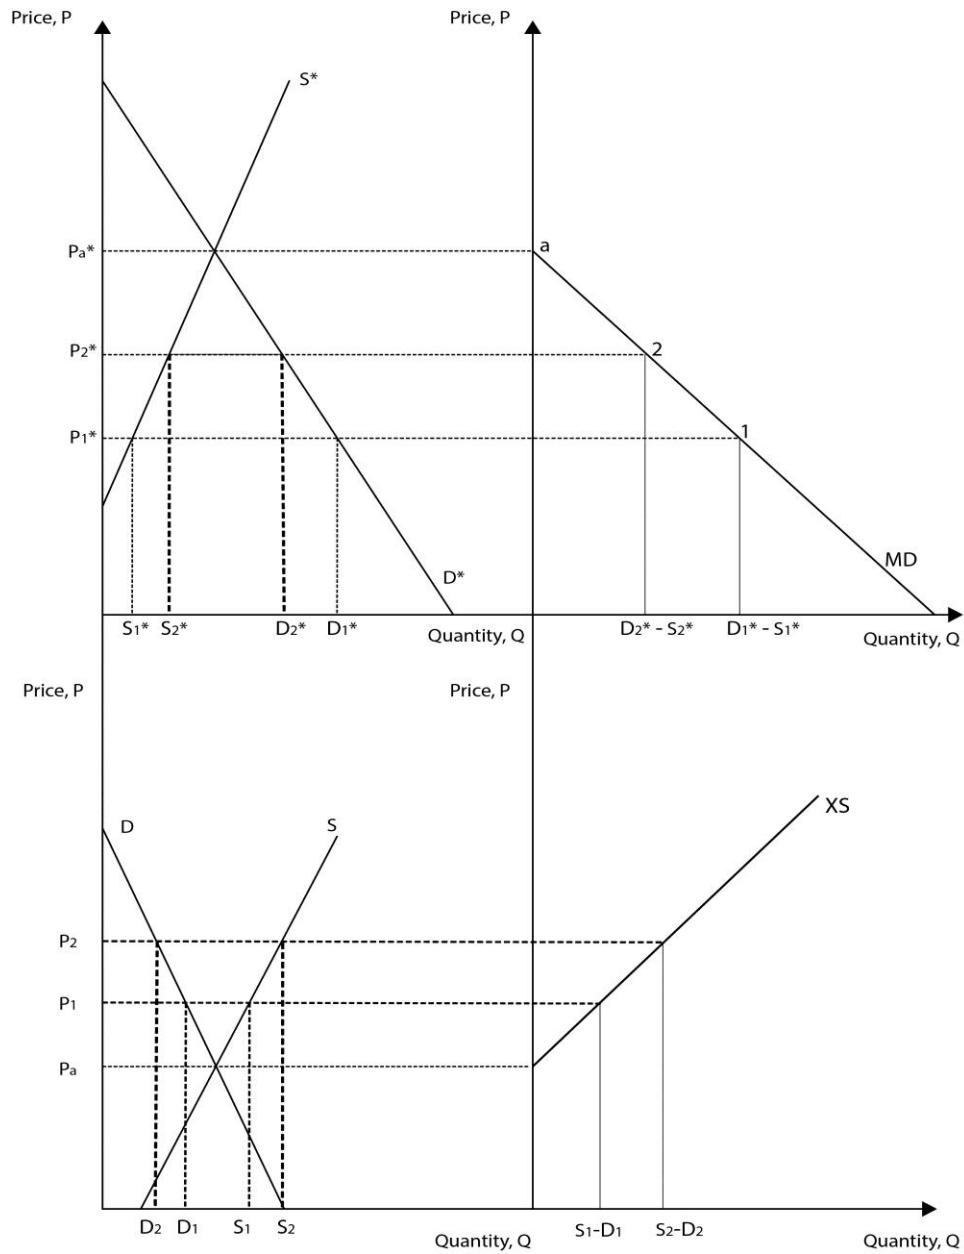 Price, P
Price, P
S*
Pa*
a
P2*
2
P1*
1
D*
MD
S1* S2* D2* D1*
D2* - S2* D1* - S1*
Quantity, Q
Quantity, Q
Price, P
Price, P
D
S
XS
P2
P1
Pa
D2 D1 S1 S2
S1-D1 S2-D2
Quantity, Q
Quantity, Q